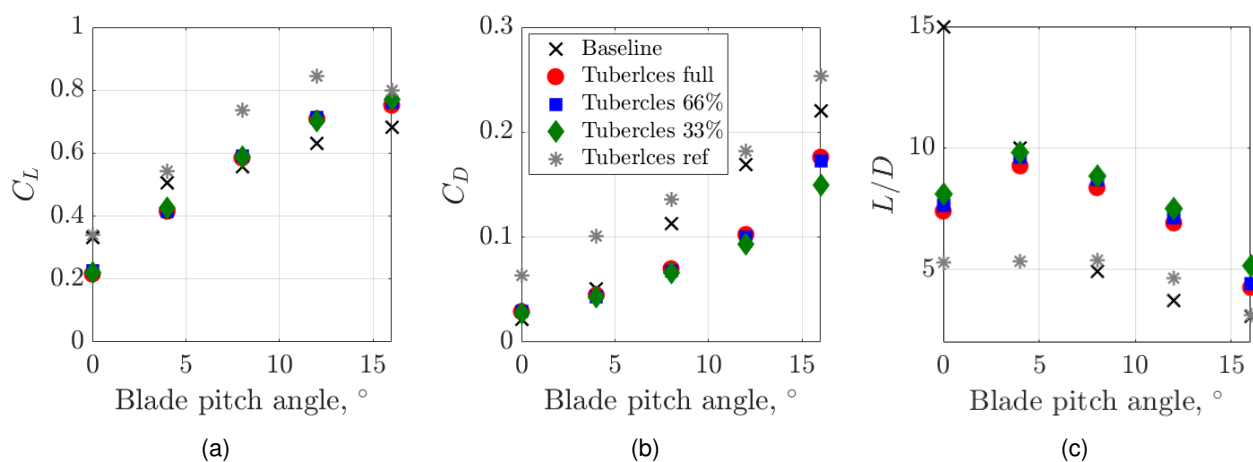 1
0.8
0.6
0.4
0.2
0
C_L
0 5 10 15
Blade pitch angle, °
(a)
0.3
0.2
0.1
0
C_D
Baseline
Tuberlces full
Tubercles 66%
Tubercles 33%
Tuberlces ref
0 5 10 15
Blade pitch angle, °
(b)
15
10
5
L/D
0 5 10 15
Blade pitch angle, °
(c)